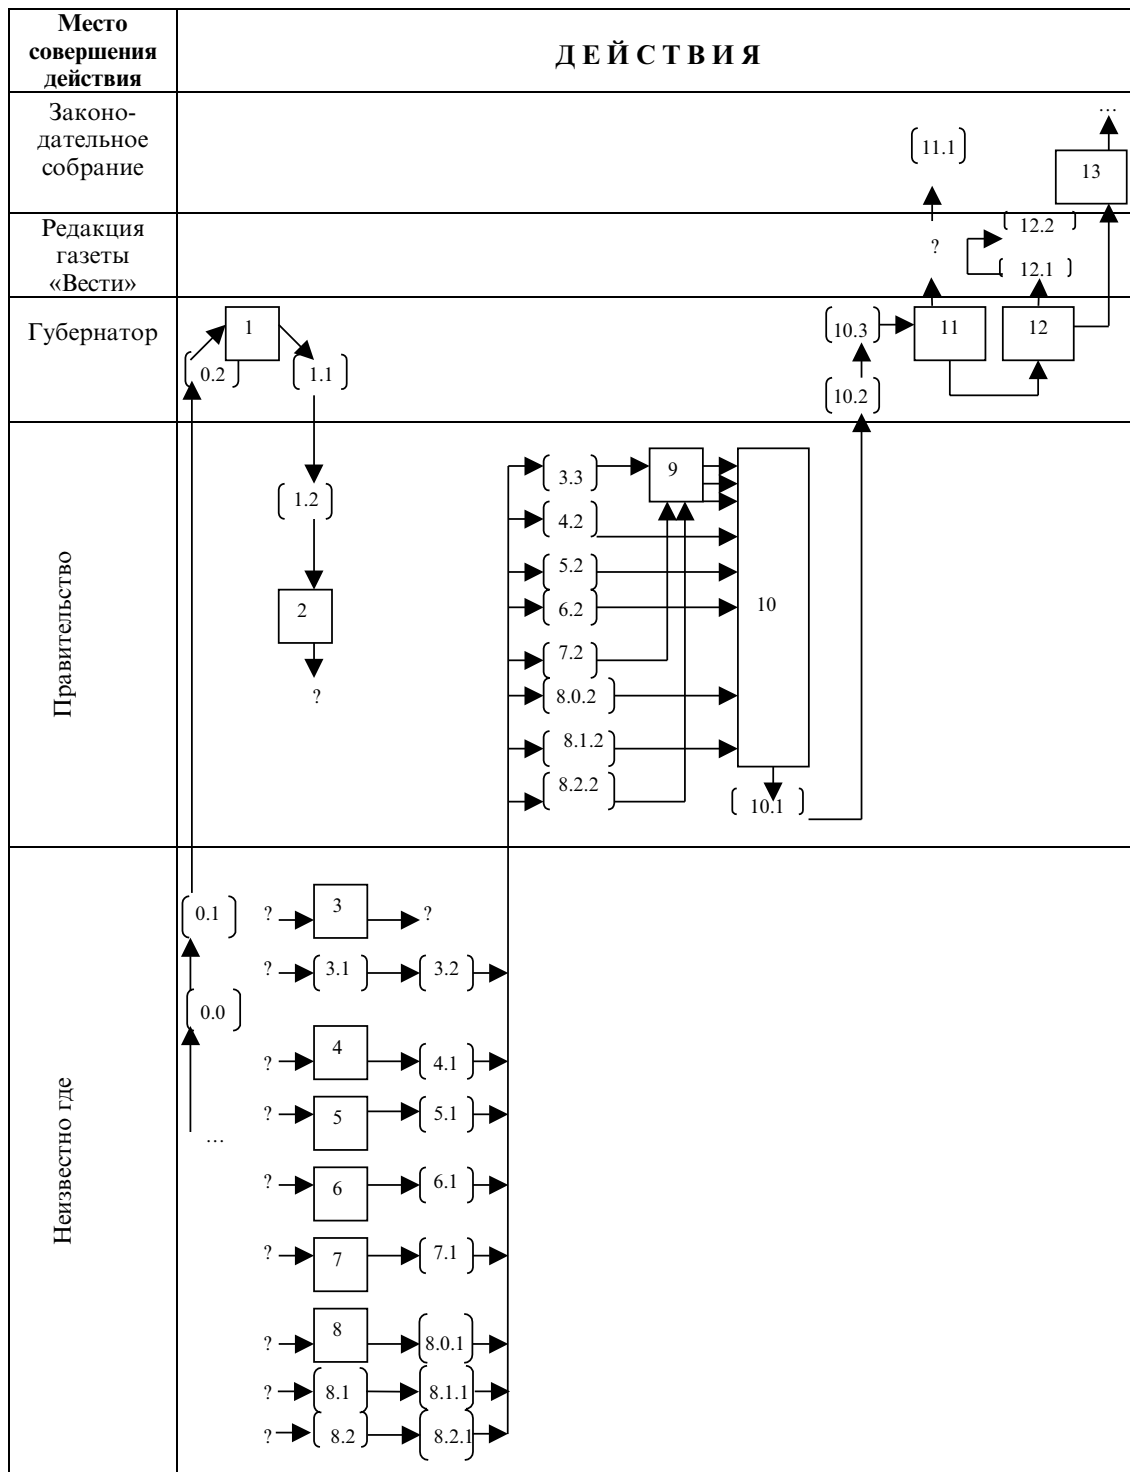 Место
совершения
действия
Д Е Й С Т В И Я
Законо-
дательное
собрание
...
11.1
13
Редакция
газеты
«Вести»
12.2
?
12.1
Губернатор
1
0.2
1.1
10.3
11
12
10.2
Правительство
1.2
2
?
3.3
9
4.2
5.2
6.2
10
7.2
8.0.2
8.1.2
8.2.2
10.1
Неизвестно где
0.1
? 3 ?
? 3.1 3.2
0.0
? 4 4.1
...
? 5 5.1
? 6 6.1
? 7 7.1
? 8 8.0.1
? 8.1 8.1.1
? 8.2 8.2.1